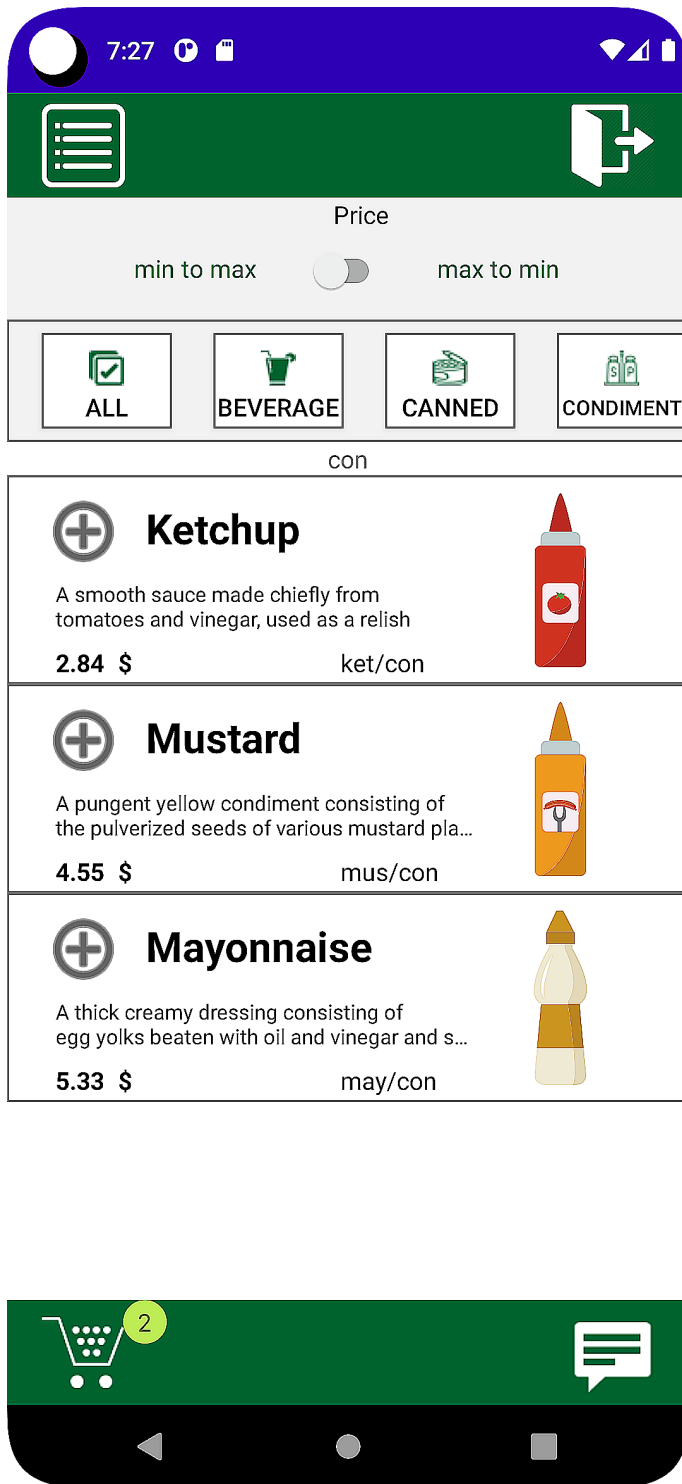 7:27
Price
min to max
max to min
ALL
BEVERAGE
CANNED
S P
CONDIMENT
con
Ketchup
A smooth sauce made chiefly from
tomatoes and vinegar, used as a relish
2.84 $
ket/con
Mustard
A pungent yellow condiment consisting of
the pulverized seeds of various mustard pla...
4.55 $
mus/con
Mayonnaise
A thick creamy dressing consisting of
egg yolks beaten with oil and vinegar and s...
5.33 $
may/con
2